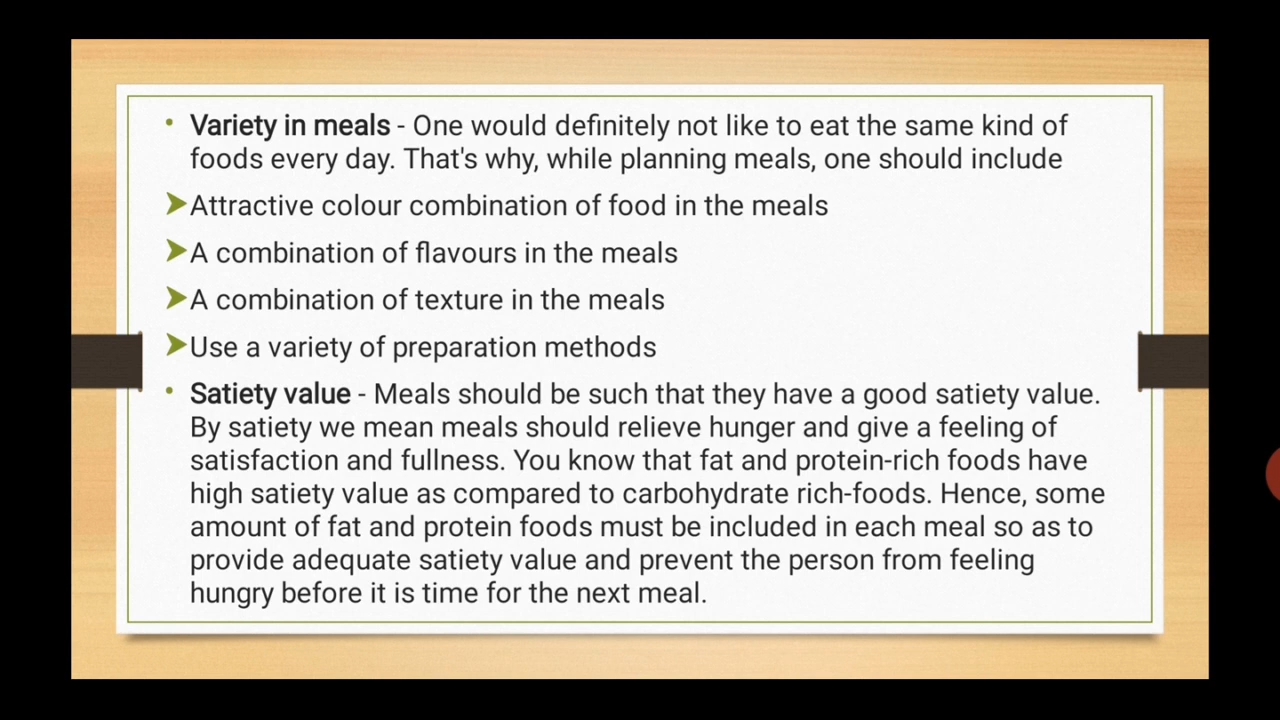 • Variety in meals - One would definitely not like to eat the same kind of
foods every day. That's why, while planning meals, one should include
➤Attractive colour combination of food in the meals
➤A combination of flavours in the meals
➤A combination of texture in the meals
➤Use a variety of preparation methods
• Satiety value - Meals should be such that they have a good satiety value.
By satiety we mean meals should relieve hunger and give a feeling of
satisfaction and fullness. You know that fat and protein-rich foods have
high satiety value as compared to carbohydrate rich-foods. Hence, some
amount of fat and protein foods must be included in each meal so as to
provide adequate satiety value and prevent the person from feeling
hungry before it is time for the next meal.